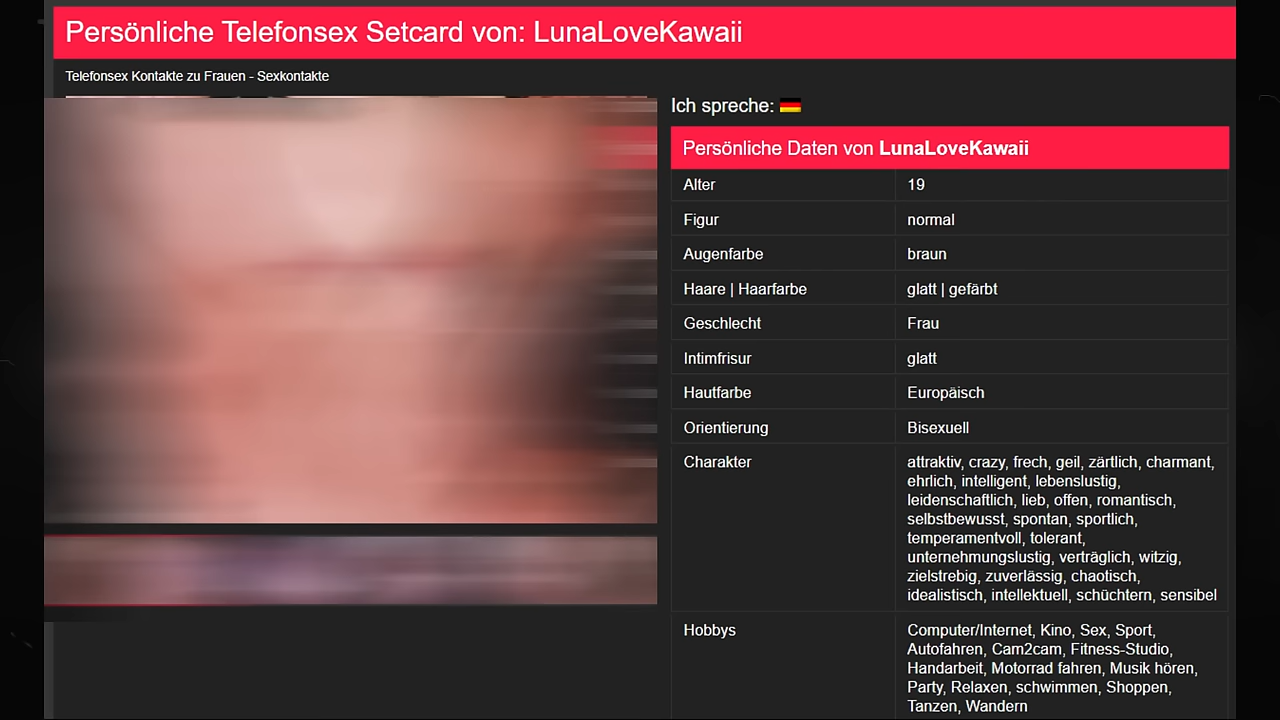 Persönliche Telefonsex Setcard von: LunaLoveKawaii
Telefonsex Kontakte zu Frauen - Sexkontakte
Ich spreche:
Persönliche Daten von LunaLoveKawaii
Alter 19
Figur normal
Augenfarbe braun
Haare | Haarfarbe glatt | gefärbt
Geschlecht Frau
Intimfrisur glatt
Hautfarbe Europäisch
Orientierung Bisexuell
Charakter attraktiv, crazy, frech, geil, zärtlich, charmant,
ehrlich, intelligent, lebenslustig,
leidenschaftlich, lieb, offen, romantisch,
selbstbewusst, spontan, sportlich,
temperamentvoll, tolerant,
unternehmungslustig, verträglich, witzig,
zielstrebig, zuverlässig, chaotisch,
idealistisch, intellektuell, schüchtern, sensibel
Hobbys Computer/Internet, Kino, Sex, Sport,
Autofahren, Cam2cam, Fitness-Studio,
Handarbeit, Motorrad fahren, Musik hören,
Party, Relaxen, schwimmen, Shoppen,
Tanzen, Wandern